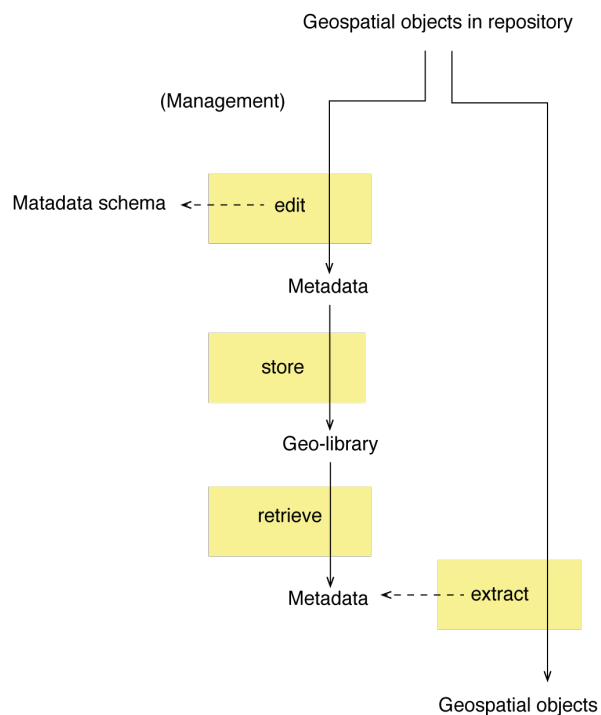 Geospatial objects in repository
(Management)
Matadata schema
edit
Metadata
store
Geo-library
retrieve
Metadata
extract
Geospatial objects